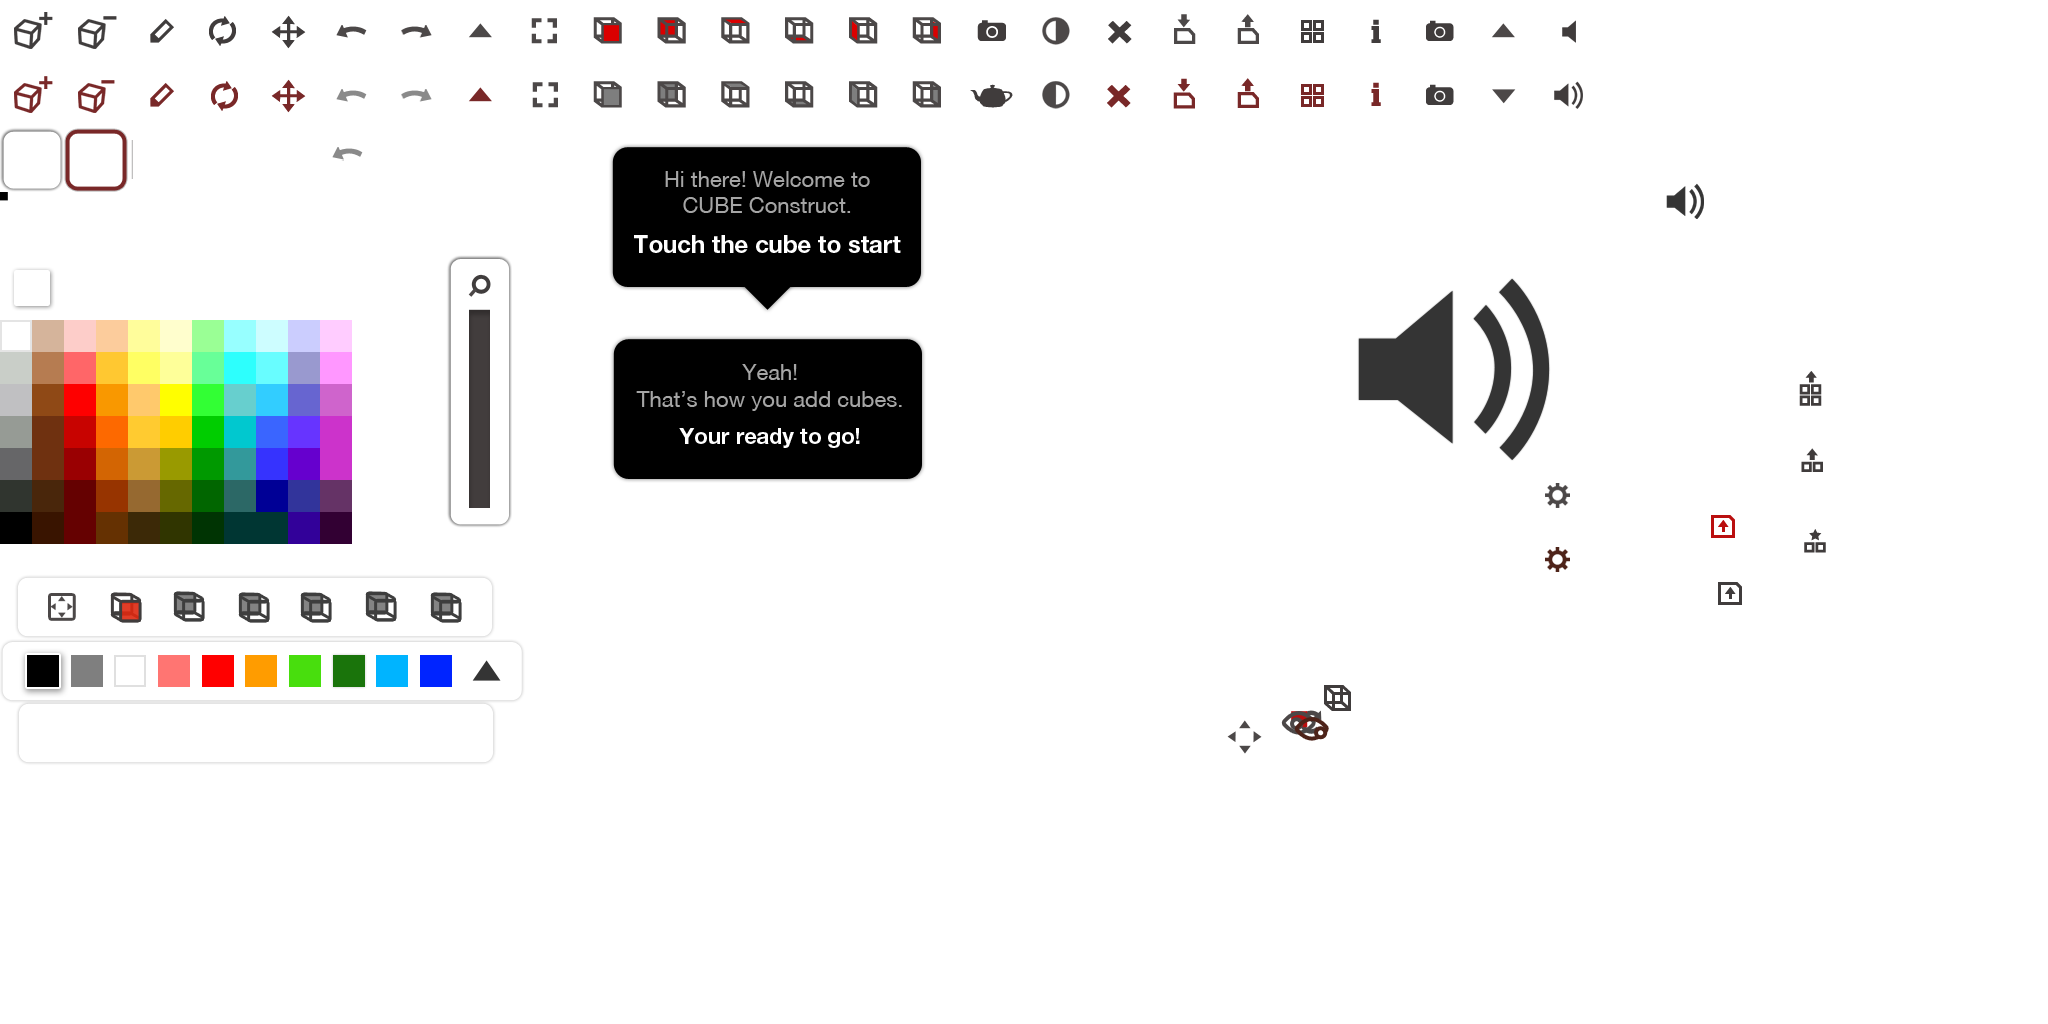 Hi there! Welcome to
CUBE Construct.
Touch the cube to start
Yeah!
That's how you add cubes.
Your ready to go!